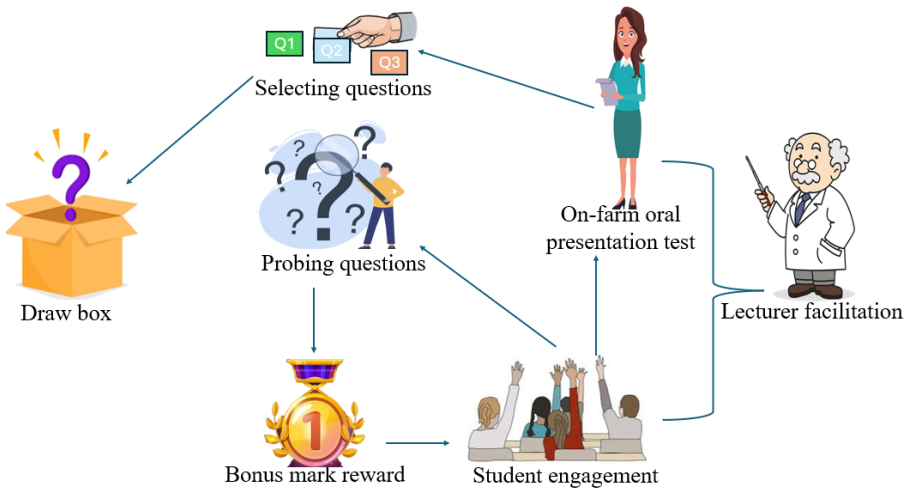 Q1
Q2
Q3
Selecting questions
On-farm oral
presentation test
Probing questions
Draw box
Lecturer facilitation
1
Bonus mark reward
Student engagement